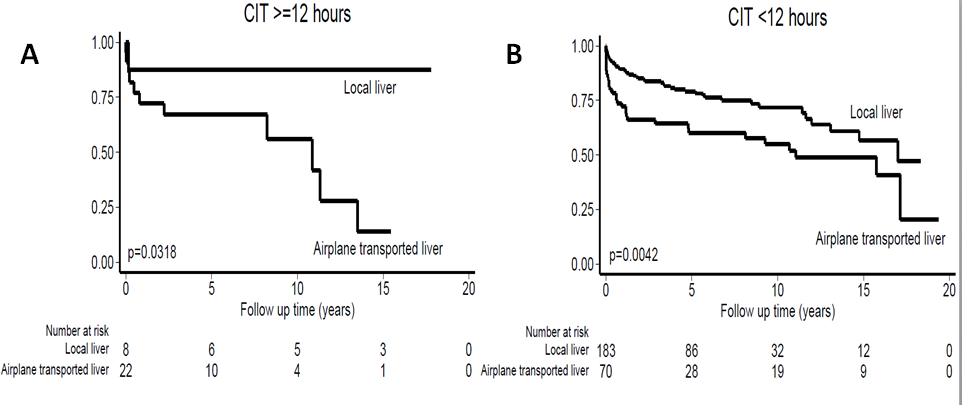 A
CIT >=12 hours
1.00
0.75
0.50
0.25
0.00
Local liver
Airplane transported liver
p=0.0318
0 5 10 15 20
Follow up time (years)
Number at risk
Local liver 8 6 5 3 0
Airplane transported liver 22 10 4 1 0
B
CIT <12 hours
1.00
0.75
0.50
0.25
0.00
Local liver
Airplane transported liver
p=0.0042
0 5 10 15 20
Follow up time (years)
Number at risk
Local liver 183 86 32 12 0
Airplane transported liver 70 28 19 9 0